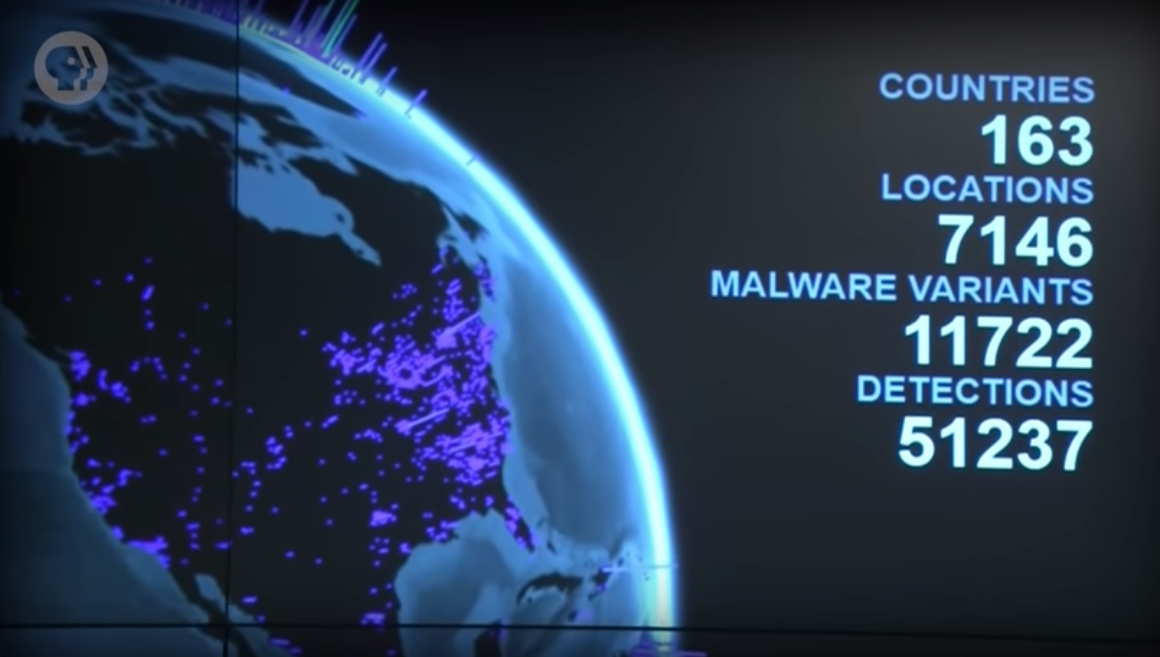 COUNTRIES
163
LOCATIONS
7146
MALWARE VARIANTS
11722
DETECTIONS
51237